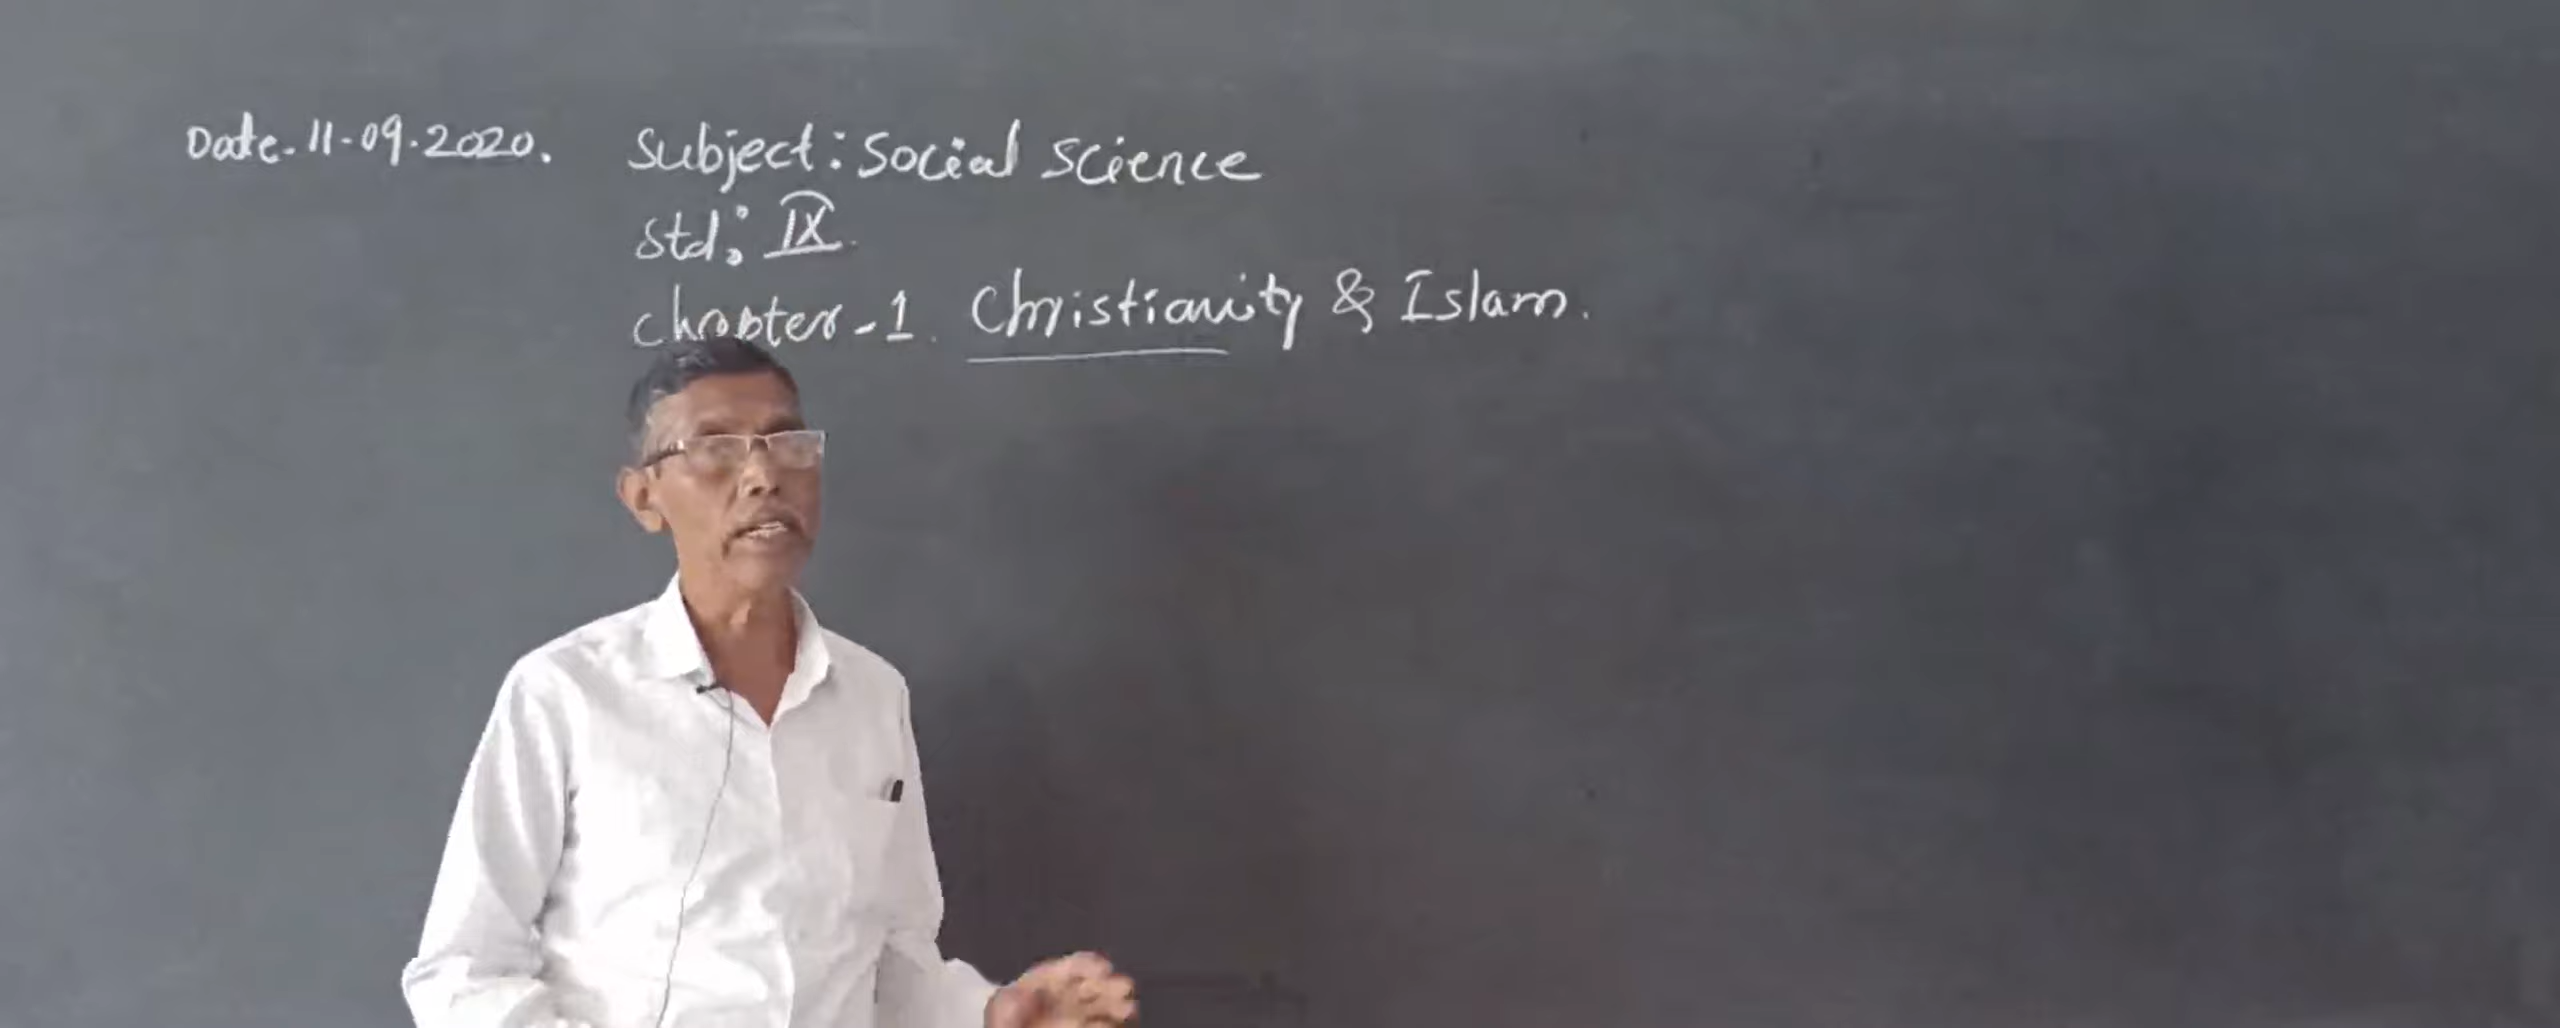 Date- 11-09-2020. Subject: Social Science
Std: IX.
Chapter-1. Christianity & Islam.